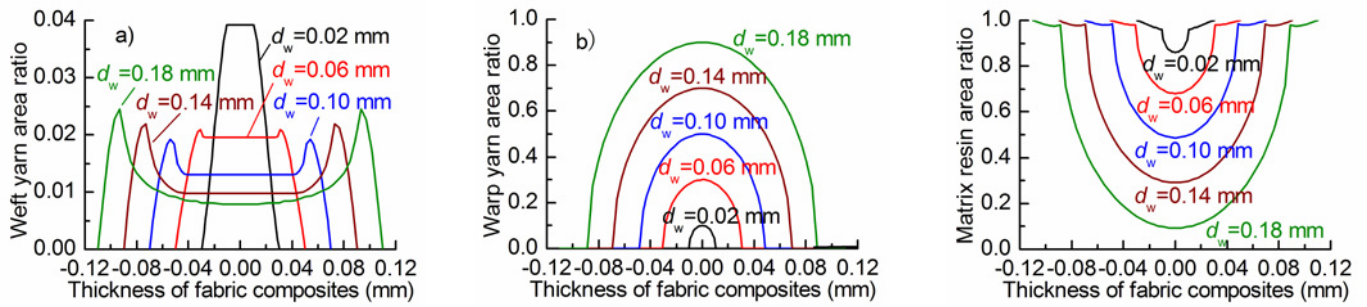 Weft yarn area ratio
0.04
0.03
0.02
0.01
0.00
a)
d_w=0.02 mm
d_w=0.06 mm
d_w=0.18 mm
d_w=0.14 mm
d_w=0.10 mm
-0.12 -0.08 -0.04 0.00 0.04 0.08 0.12
Thickness of fabric composites (mm)
Warp yarn area ratio
1.0
0.8
0.6
0.4
0.2
0.0
b)
d_w=0.18 mm
d_w=0.14 mm
d_w=0.10 mm
d_w=0.06 mm
d_w=0.02 mm
-0.12 -0.08 -0.04 0.00 0.04 0.08 0.12
Thickness of fabric composites (mm)
Matrix resin area ratio
1.0
0.8
0.6
0.4
0.2
0.0
d_w=0.02 mm
d_w=0.06 mm
d_w=0.10 mm
d_w=0.14 mm
d_w=0.18 mm
-0.12 -0.08 -0.04 0.00 0.04 0.08 0.12
Thickness of fabric composites (mm)